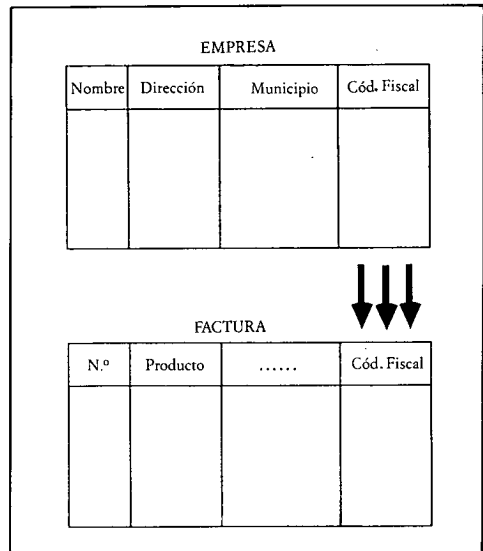 EMPRESA
Nombre Dirección Municipio Cód. Fiscal
FACTURA
N.º Producto ...... Cód. Fiscal